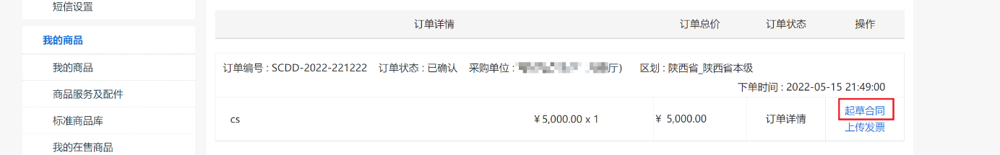 短信设置
我的商品
我的商品
商品服务及配件
标准商品库
我的在售商品
订单详情 订单总价 订单状态 操作
订单编号 : SCDD-2022-221222 订单状态 : 已确认 采购单位 : 厅) 区划 : 陕西省_陕西省本级
下单时间 : 2022-05-15 21:49:00
cs ￥5,000.00 x 1 ￥ 5,000.00 订单详情 起草合同
上传发票